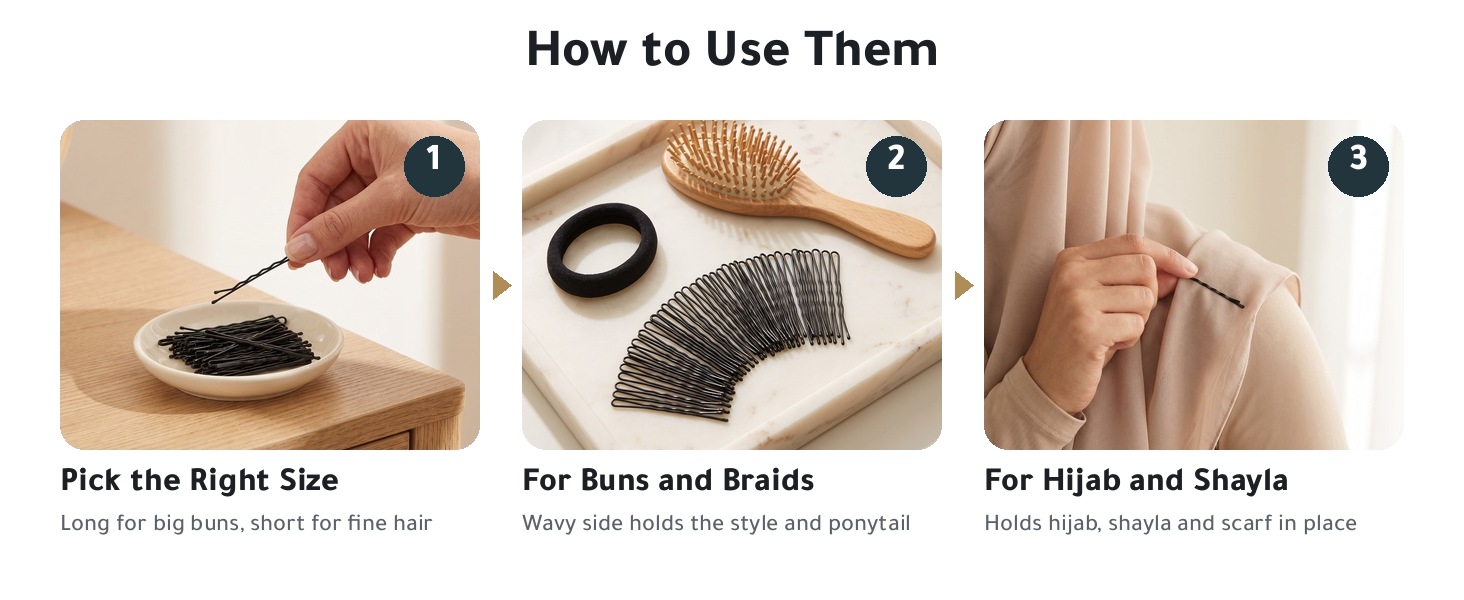 How to Use Them
1
2
3
Pick the Right Size
Long for big buns, short for fine hair
For Buns and Braids
Wavy side holds the style and ponytail
For Hijab and Shayla
Holds hijab, shayla and scarf in place